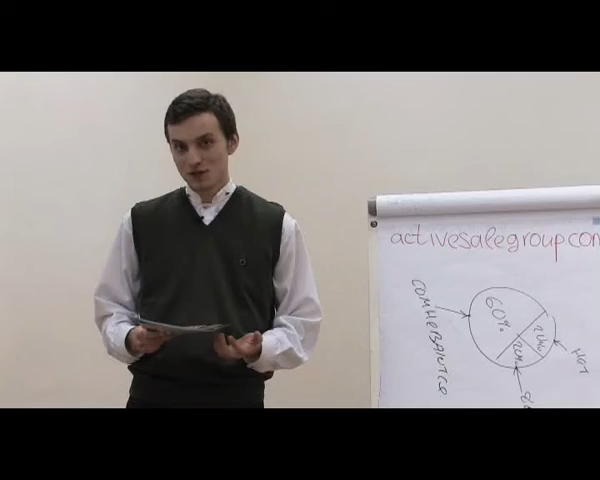 activesalegroup.com
сомневаются
60%
20%
20%
нет